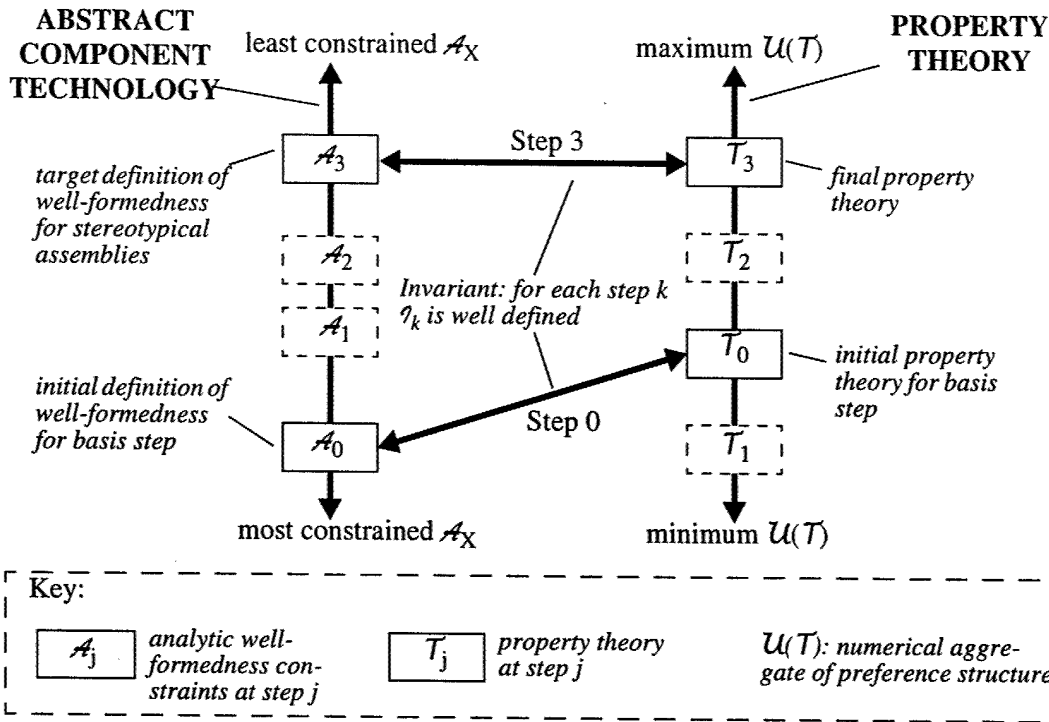 ABSTRACT
COMPONENT
TECHNOLOGY
least constrained 𝒜X
maximum 𝒰(𝒯)
PROPERTY
THEORY
𝒜3
Step 3
𝒯3
target definition of
well-formedness
for stereotypical
assemblies
final property
theory
𝒜2
𝒯2
Invariant: for each step k
ℐk is well defined
𝒜1
𝒯0
initial definition of
well-formedness
for basis step
initial property
theory for basis
step
𝒜0
Step 0
𝒯1
most constrained 𝒜X
minimum 𝒰(𝒯)
Key:
𝒜j
analytic well-
formedness con-
straints at step j
𝒯j
property theory
at step j
𝒰(𝒯): numerical aggre-
gate of preference structure